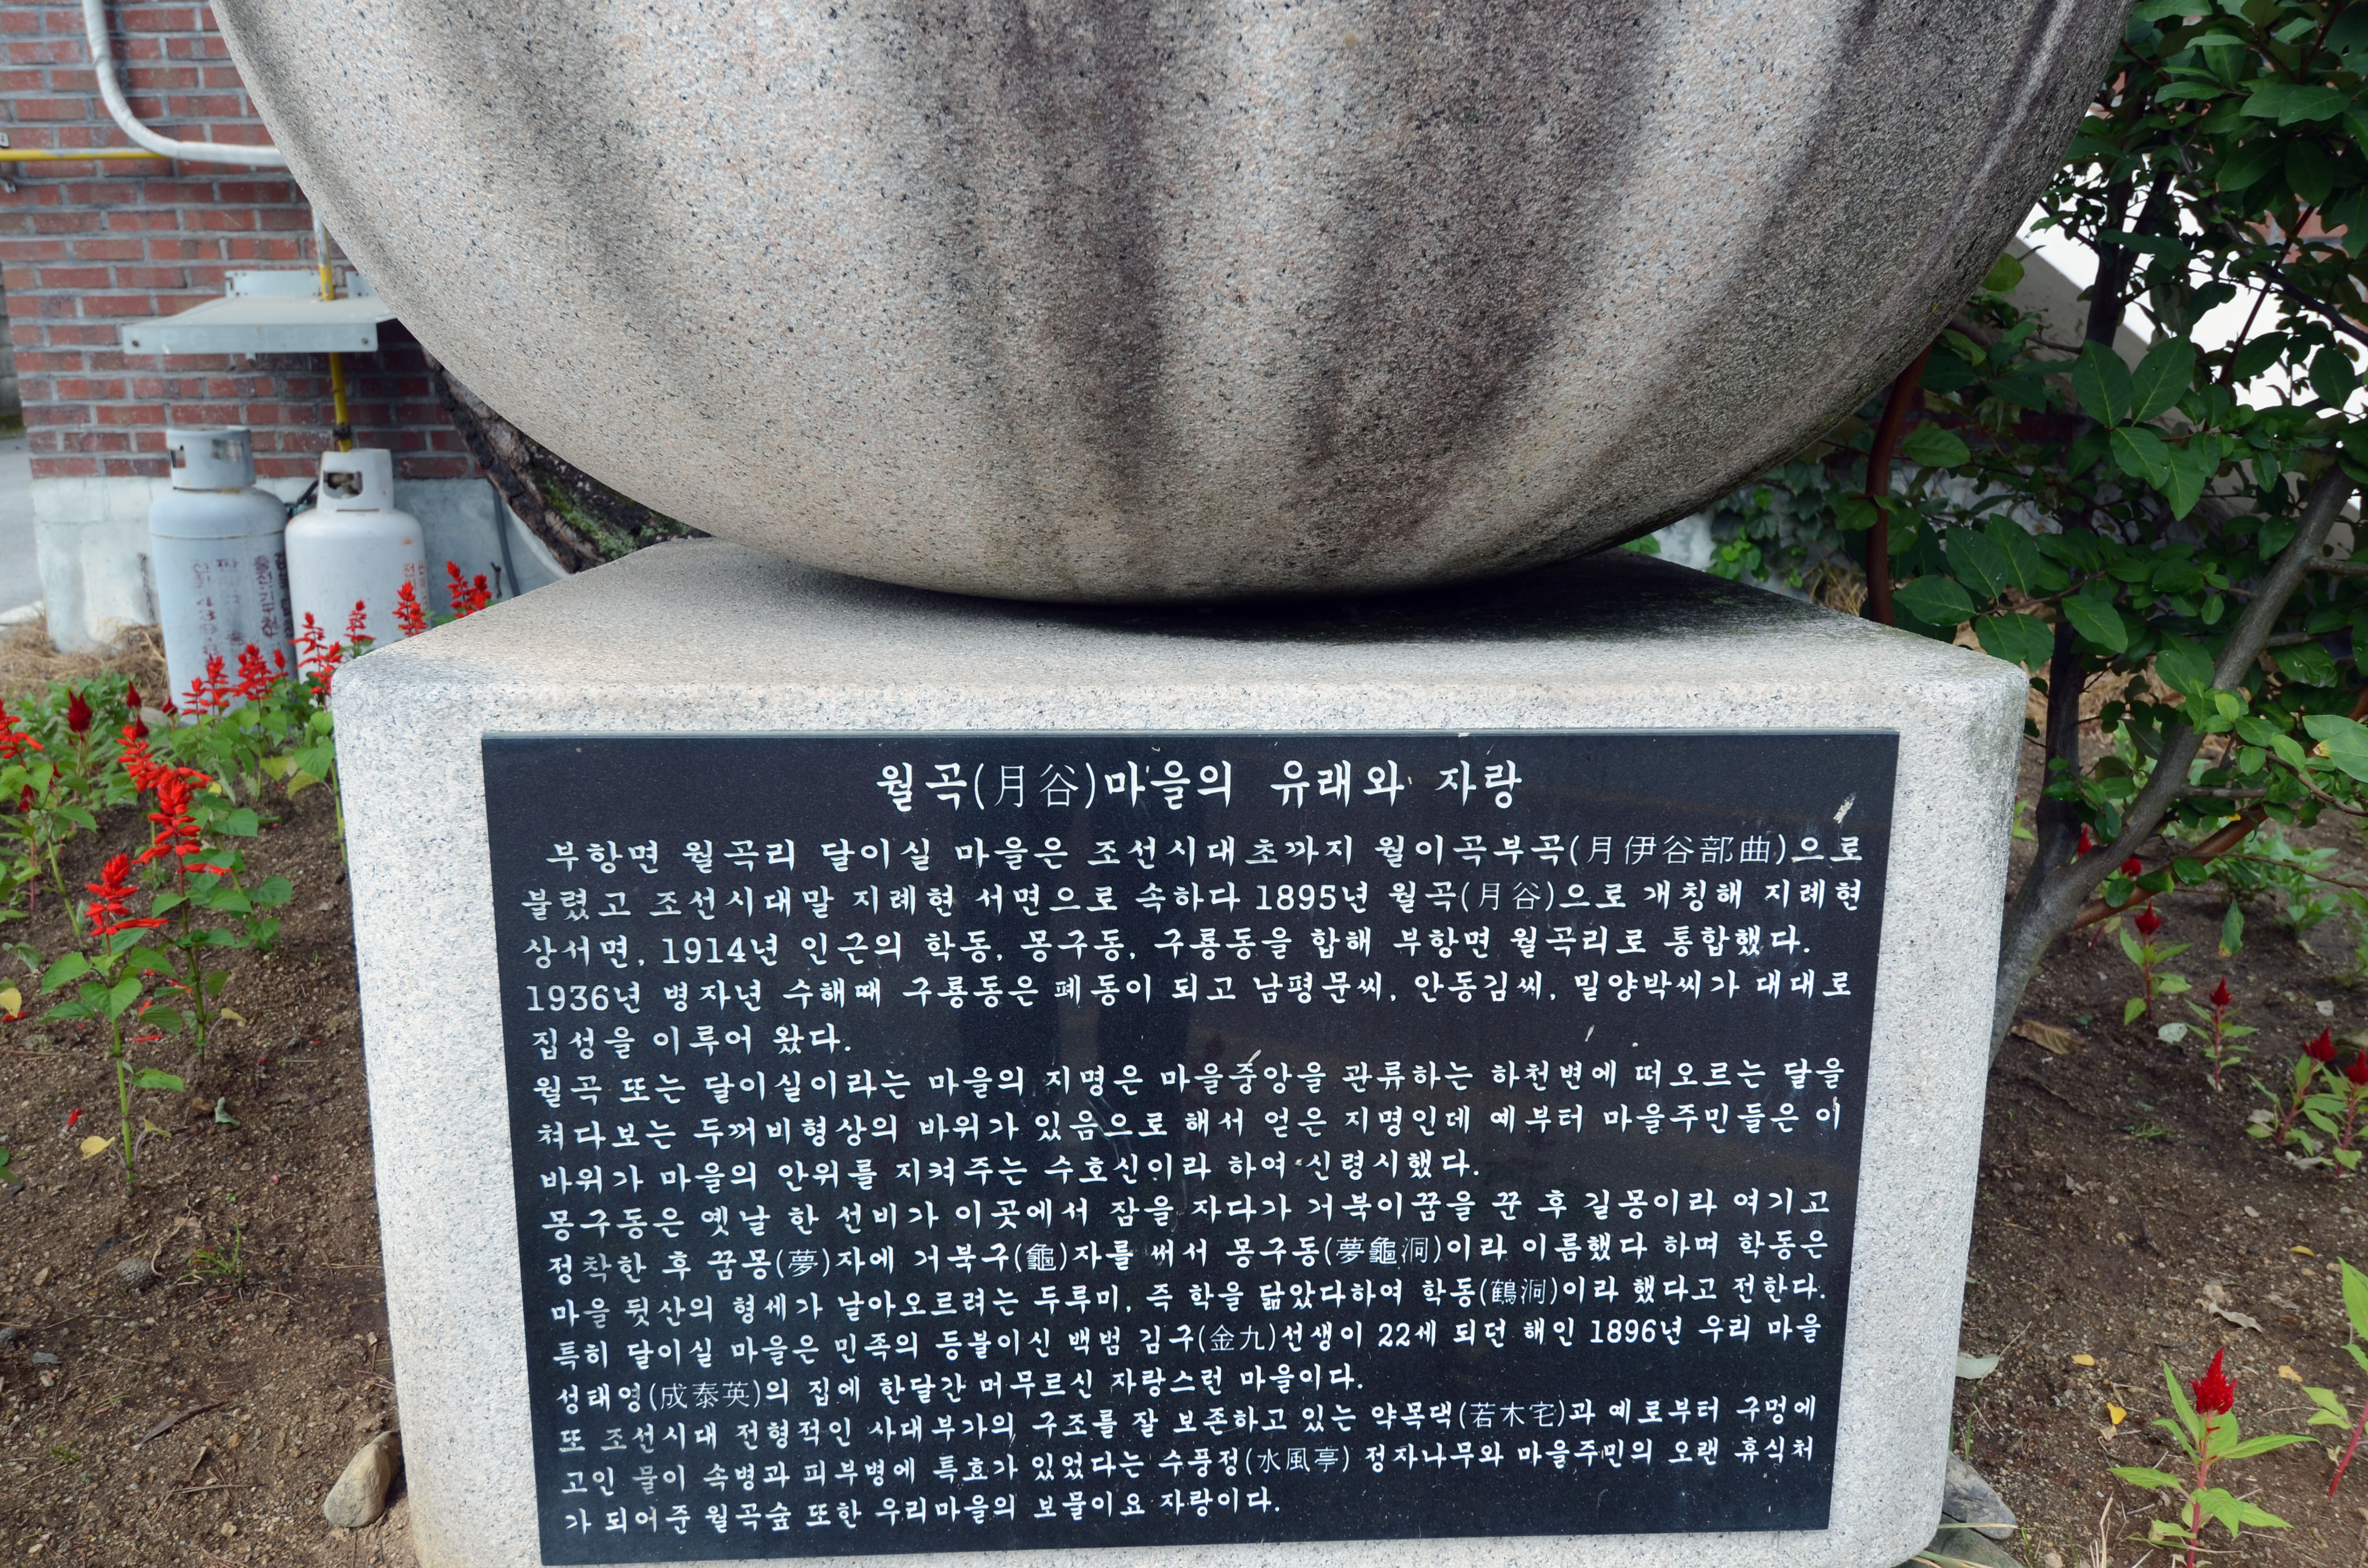 월곡(月谷)마을의 유래와 자랑
부항면 월곡리 달이실 마을은 조선시대초까지 월이곡부곡(月伊谷部曲)으로
불렸고 조선시대말 지례현 서면으로 속하다 1895년 월곡(月谷)으로 개칭해 지례현
상서면, 1914년 인근의 학동, 몽구동, 구룡동을 합해 부항면 월곡리로 통합했다.
1936년 병자년 수해때 구룡동은 폐동이 되고 남평문씨, 안동김씨, 밀양박씨가 대대로
집성을 이루어 왔다.
월곡 또는 달이실이라는 마을의 지명은 마을중앙을 관류하는 하천변에 떠오르는 달을
쳐다보는 두꺼비형상의 바위가 있음으로 해서 얻은 지명인데 예부터 마을주민들은 이
바위가 마을의 안위를 지켜주는 수호신이라 하여 신령시했다.
몽구동은 옛날 한 선비가 이곳에서 잠을 자다가 거북이꿈을 꾼 후 길몽이라 여기고
정착한 후 꿈몽(夢)자에 거북구(龜)자를 써서 몽구동(夢龜洞)이라 이름했다 하며 학동은
마을 뒷산의 형세가 날아오르려는 두루미, 즉 학을 닮았다하여 학동(鶴洞)이라 했다고 전한다.
특히 달이실 마을은 민족의 등불이신 백범 김구(金九)선생이 22세 되던 해인 1896년 우리 마을
성태영(成泰英)의 집에 한달간 머무르신 자랑스런 마을이다.
또 조선시대 전형적인 사대부가의 구조를 잘 보존하고 있는 약목댁(若木宅)과 예로부터 구멍에
고인 물이 속병과 피부병에 특효가 있었다는 수풍정(水風亭) 정자나무와 마을주민의 오랜 휴식처
가 되어준 월곡숲 또한 우리마을의 보물이요 자랑이다.